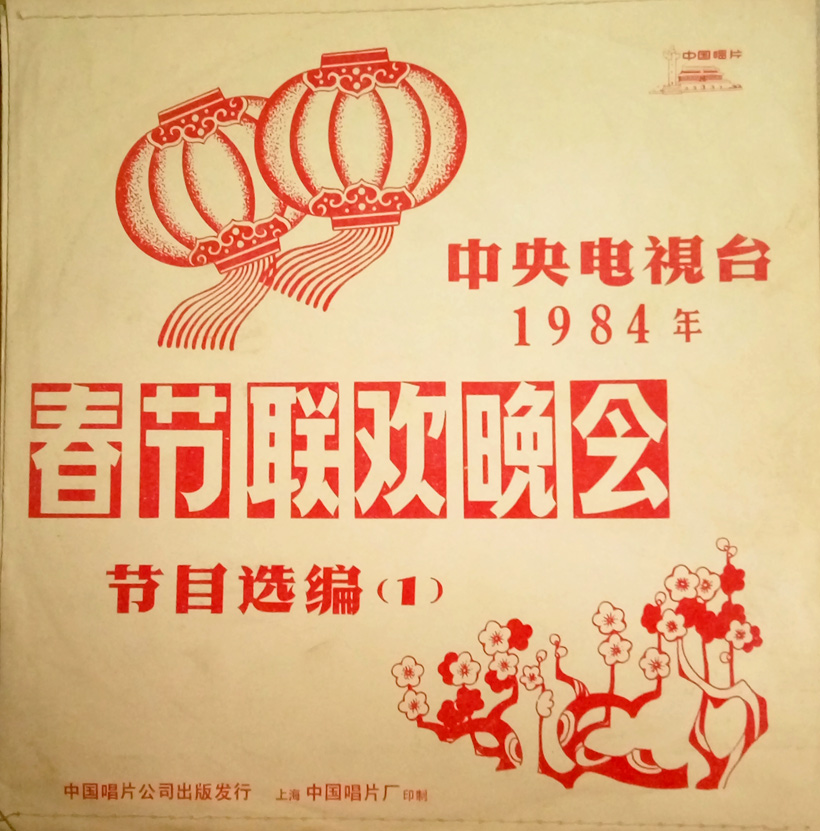 中国唱片
中央电視台
1984年
春节联欢晚会
节目选编(1)
中国唱片公司出版发行 上海 中国唱片厂印制